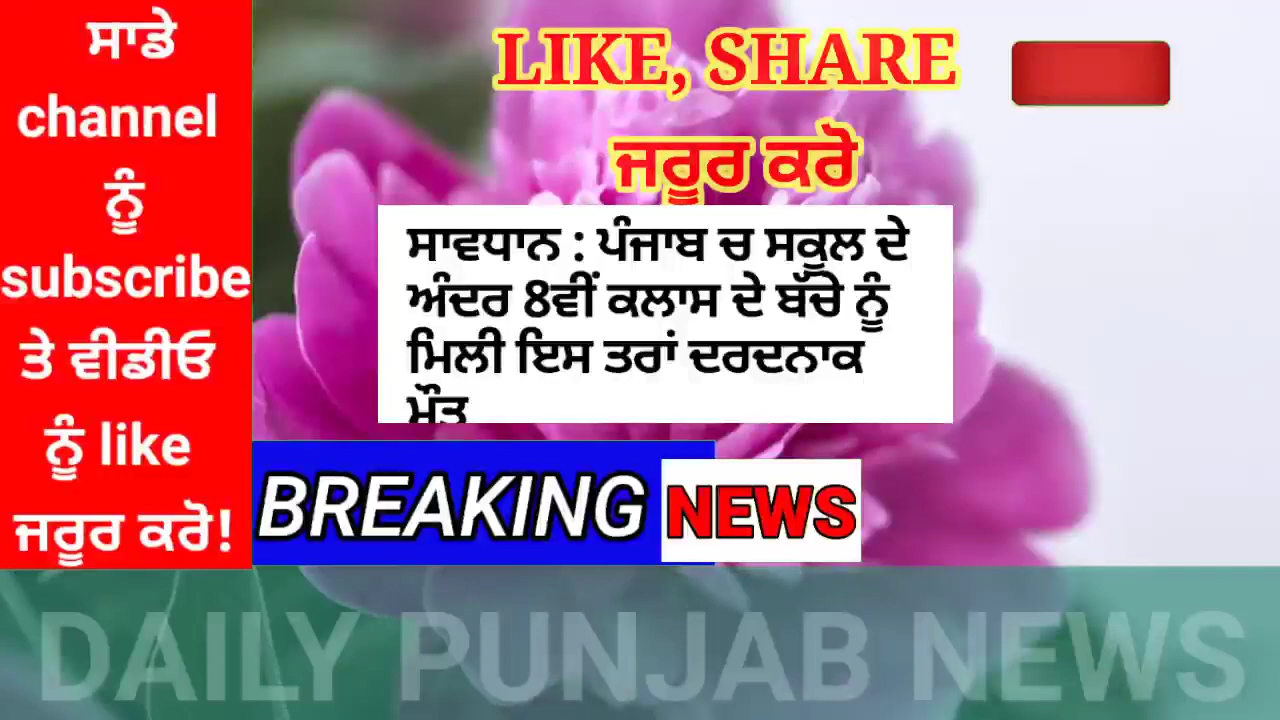 ਸਾਡੇ
channel
ਨੂੰ
subscribe
ਤੇ ਵੀਡੀਓ
ਨੂੰ like
ਜਰੂਰ ਕਰੋ!
LIKE, SHARE
ਜਰੂਰ ਕਰੋ
ਸਾਵਧਾਨ : ਪੰਜਾਬ ਚ ਸਕੂਲ ਦੇ
ਅੰਦਰ 8ਵੀਂ ਕਲਾਸ ਦੇ ਬੱਚੇ ਨੂੰ
ਮਿਲੀ ਇਸ ਤਰਾਂ ਦਰਦਨਾਕ
ਮੌਤ
BREAKING NEWS
DAILY PUNJAB NEWS